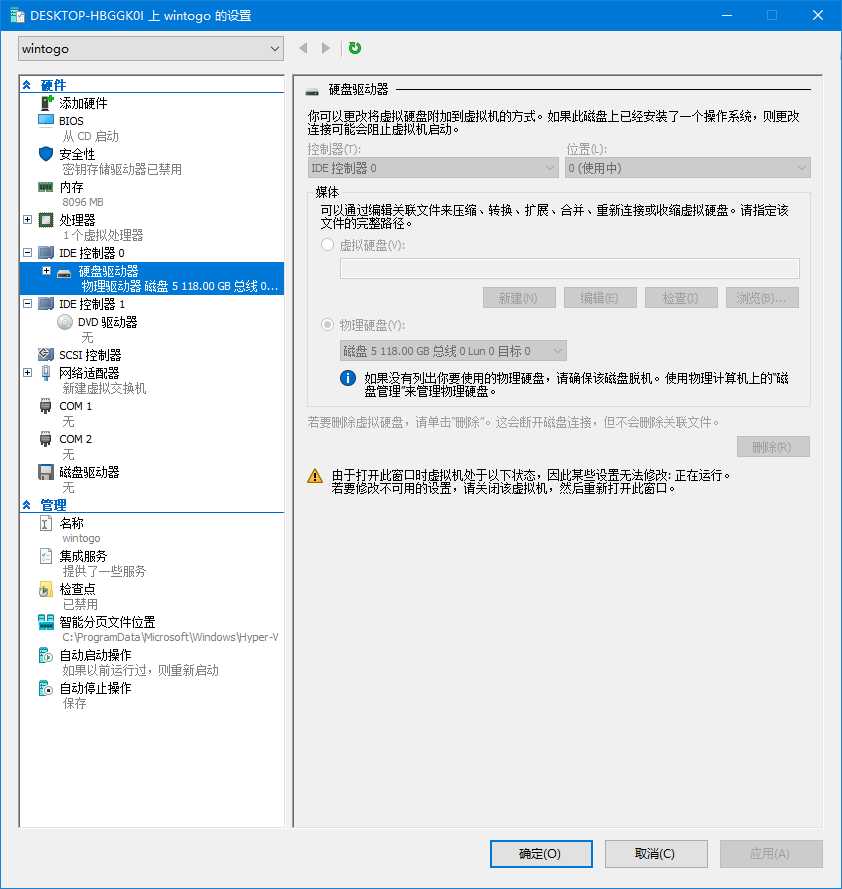 DESKTOP-HBGGK0I 上 wintogo 的设置
wintogo
硬件
添加硬件
BIOS
从 CD 启动
安全性
密钥存储驱动器已禁用
内存
8096 MB
处理器
1 个虚拟处理器
IDE 控制器 0
硬盘驱动器
物理驱动器 磁盘 5 118.00 GB 总线 0...
IDE 控制器 1
DVD 驱动器
无
SCSI 控制器
网络适配器
新建虚拟交换机
COM 1
无
COM 2
无
磁盘驱动器
无
管理
名称
wintogo
集成服务
提供了一些服务
检查点
已禁用
智能分页文件位置
C:\ProgramData\Microsoft\Windows\Hyper-V
自动启动操作
如果以前运行过，则重新启动
自动停止操作
保存
硬盘驱动器
你可以更改将虚拟硬盘附加到虚拟机的方式。如果此磁盘上已经安装了一个操作系统，则更改
连接可能会阻止虚拟机启动。
控制器(T):
位置(L):
IDE 控制器 0
0 (使用中)
媒体
可以通过编辑关联文件来压缩、转换、扩展、合并、重新连接或收缩虚拟硬盘。请指定该
文件的完整路径。
虚拟硬盘(V):
新建(N)
编辑(E)
检查(I)
浏览(B)...
物理硬盘(Y):
磁盘 5 118.00 GB 总线 0 Lun 0 目标 0
如果没有列出你要使用的物理硬盘，请确保该磁盘脱机。使用物理计算机上的"磁
盘管理"来管理物理硬盘。
若要删除虚拟硬盘，请单击"删除"。这会断开磁盘连接，但不会删除关联文件。
删除(R)
由于打开此窗口时虚拟机处于以下状态，因此某些设置无法修改: 正在运行。
若要修改不可用的设置，请关闭该虚拟机，然后重新打开此窗口。
确定(O)
取消(C)
应用(A)